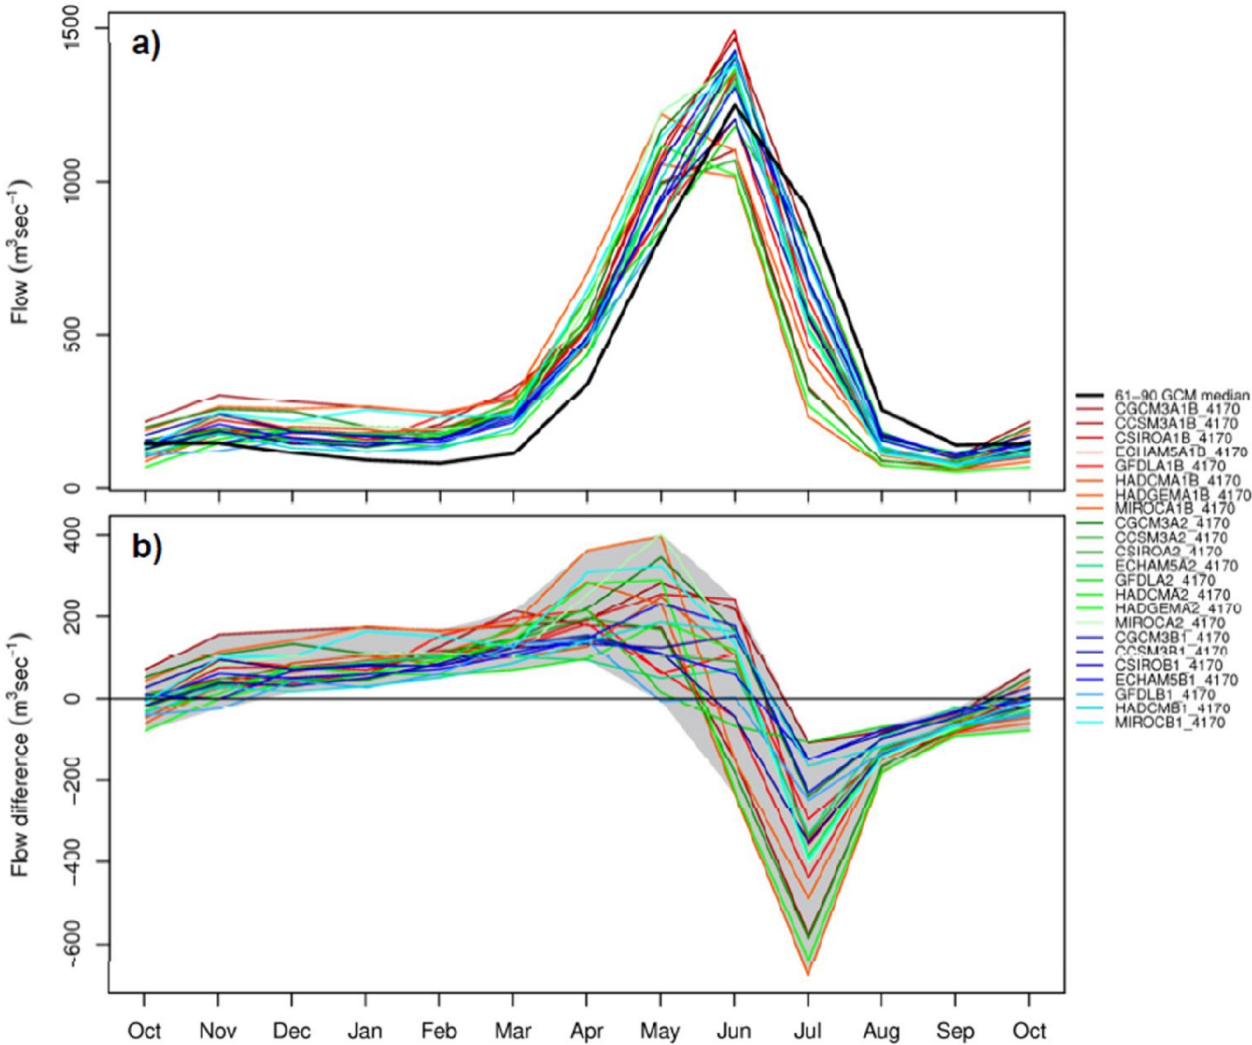 a)
1500
1000
500
0
Flow (m³sec⁻¹)
b)
400
200
0
−200
−400
−600
Flow difference (m³sec⁻¹)
Oct Nov Dec Jan Feb Mar Apr May Jun Jul Aug Sep Oct
61−90 GCM median
CGCM3A1B_4170
CCSM3A1B_4170
CSIROA1B_4170
ECHAM5A1B_4170
GFDLA1B_4170
HADCMA1B_4170
HADGEMA1B_4170
MIROCA1B_4170
CGCM3A2_4170
CCSM3A2_4170
CSIROA2_4170
ECHAM5A2_4170
GFDLA2_4170
HADCMA2_4170
HADGEMA2_4170
MIROCA2_4170
CGCM3B1_4170
CCSM3B1_4170
CSIROB1_4170
ECHAM5B1_4170
GFDLB1_4170
HADCMB1_4170
MIROCB1_4170